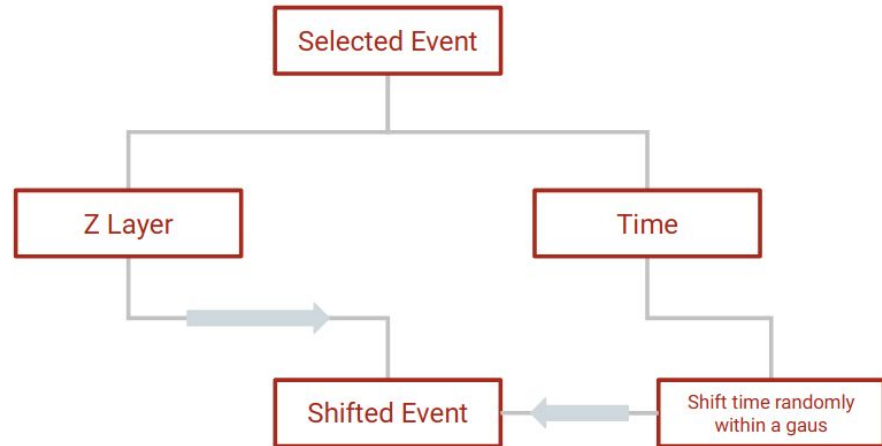 Selected Event
Z Layer
Time
Shifted Event
Shift time randomly
within a gaus